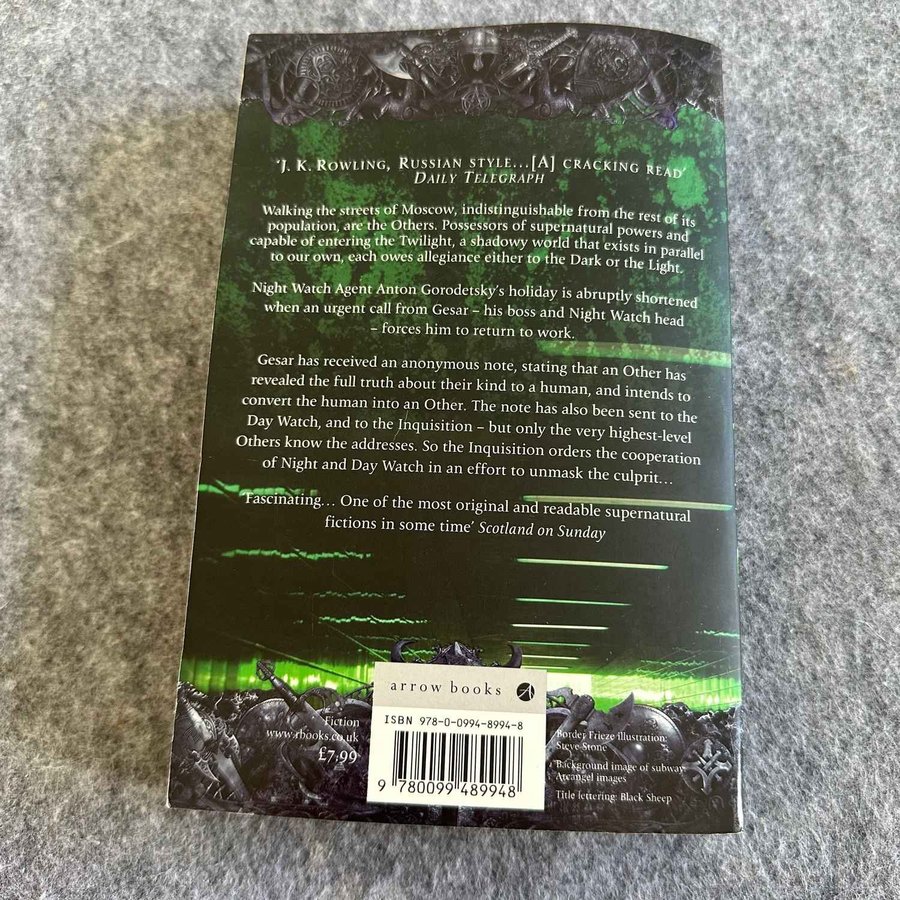 'J. K. Rowling, Russian style...[A] cracking read'
Daily Telegraph
Walking the streets of Moscow, indistinguishable from the rest of its
population, are the Others. Possessors of supernatural powers and
capable of entering the Twilight, a shadowy world that exists in parallel
to our own, each owes allegiance either to the Dark or the Light.
Night Watch Agent Anton Gorodetsky's holiday is abruptly shortened
when an urgent call from Gesar – his boss and Night Watch head
– forces him to return to work.
Gesar has received an anonymous note, stating that an Other has
revealed the full truth about their kind to a human, and intends to
convert the human into an Other. The note has also been sent to the
Day Watch, and to the Inquisition – but only the very highest-level
Others know the addresses. So the Inquisition orders the cooperation
of Night and Day Watch in an effort to unmask the culprit...
'Fascinating... One of the most original and readable supernatural
fictions in some time' Scotland on Sunday
arrow books
ISBN 978-0-0994-8994-8
9 780099 489948
Fiction
www.rbooks.co.uk
£7.99
Border Frieze illustration:
Steve Stone
Background image of subway
Arcangel images
Title lettering: Black Sheep